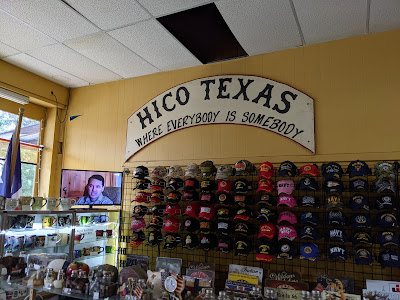 HICO TEXAS
WHERE EVERYBODY IS SOMEBODY